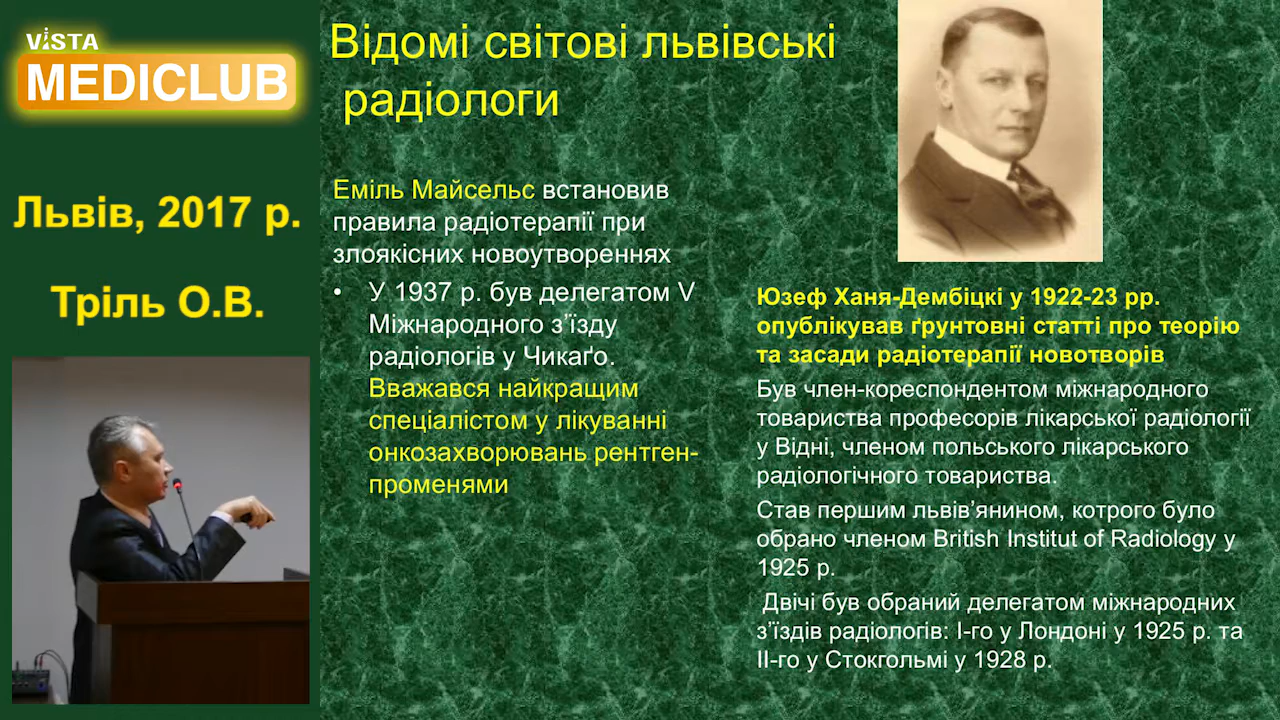 VISTA
MEDICLUB
Львів, 2017 р.
Тріль О.В.
Відомі світові львівські
радіологи
Еміль Майсельс встановив
правила радіотерапії при
злоякісних новоутвореннях
• У 1937 р. був делегатом V
Міжнародного з’їзду
радіологів у Чикаґо.
Вважався найкращим
спеціалістом у лікуванні
онкозахворювань рентген-
променями
Юзеф Ханя-Дембіцкі у 1922-23 рр.
опублікував ґрунтовні статті про теорію
та засади радіотерапії новотворів
Був член-кореспондентом міжнародного
товариства професорів лікарської радіології
у Відні, членом польського лікарського
радіологічного товариства.
Став першим львів’янином, котрого було
обрано членом British Institut of Radiology у
1925 р.
Двічі був обраний делегатом міжнародних
з’їздів радіологів: І-го у Лондоні у 1925 р. та
ІІ-го у Стокгольмі у 1928 р.